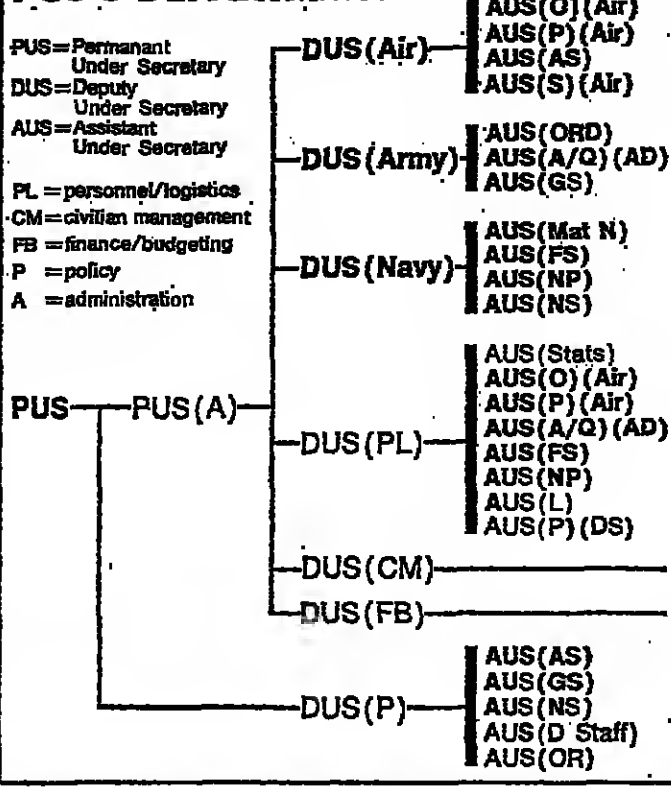 AUS(O)(Air)
AUS(P)(Air)
AUS(AS)
AUS(S)(Air)
PUS=Permanant
Under Secretary
DUS=Deputy
Under Secretary
AUS=Assistant
Under Secretary
PL =personnel/logistics
CM=civilian management
FB =finance/budgeting
P =policy
A =administration
DUS(Air)
DUS(Army)
AUS(ORD)
AUS(A/Q)(AD)
AUS(GS)
DUS(Navy)
AUS(Mat N)
AUS(FS)
AUS(NP)
AUS(NS)
PUS
PUS(A)
DUS(PL)
AUS(Stats)
AUS(O)(Air)
AUS(P)(Air)
AUS(A/Q)(AD)
AUS(FS)
AUS(NP)
AUS(L)
AUS(P)(DS)
DUS(CM)
DUS(FB)
DUS(P)
AUS(AS)
AUS(GS)
AUS(NS)
AUS(D Staff)
AUS(OR)